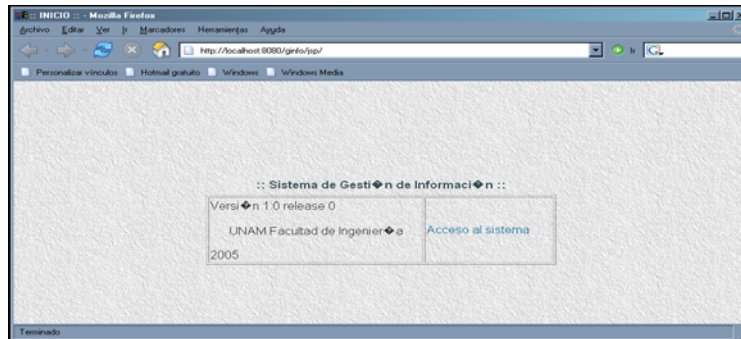 :: INICIO :: - Mozilla Firefox
Archivo Editar Ver Ir Marcadores Herramientas Ayuda
http://localhost:8080/ginfo/jsp/ Ir
Personalizar vínculos Hotmail gratuito Windows Windows Media
:: Sistema de Gesti�n de Informaci�n ::
Versi�n 1.0 release 0
UNAM Facultad de Ingenier�a
Acceso al sistema
2005
Terminado